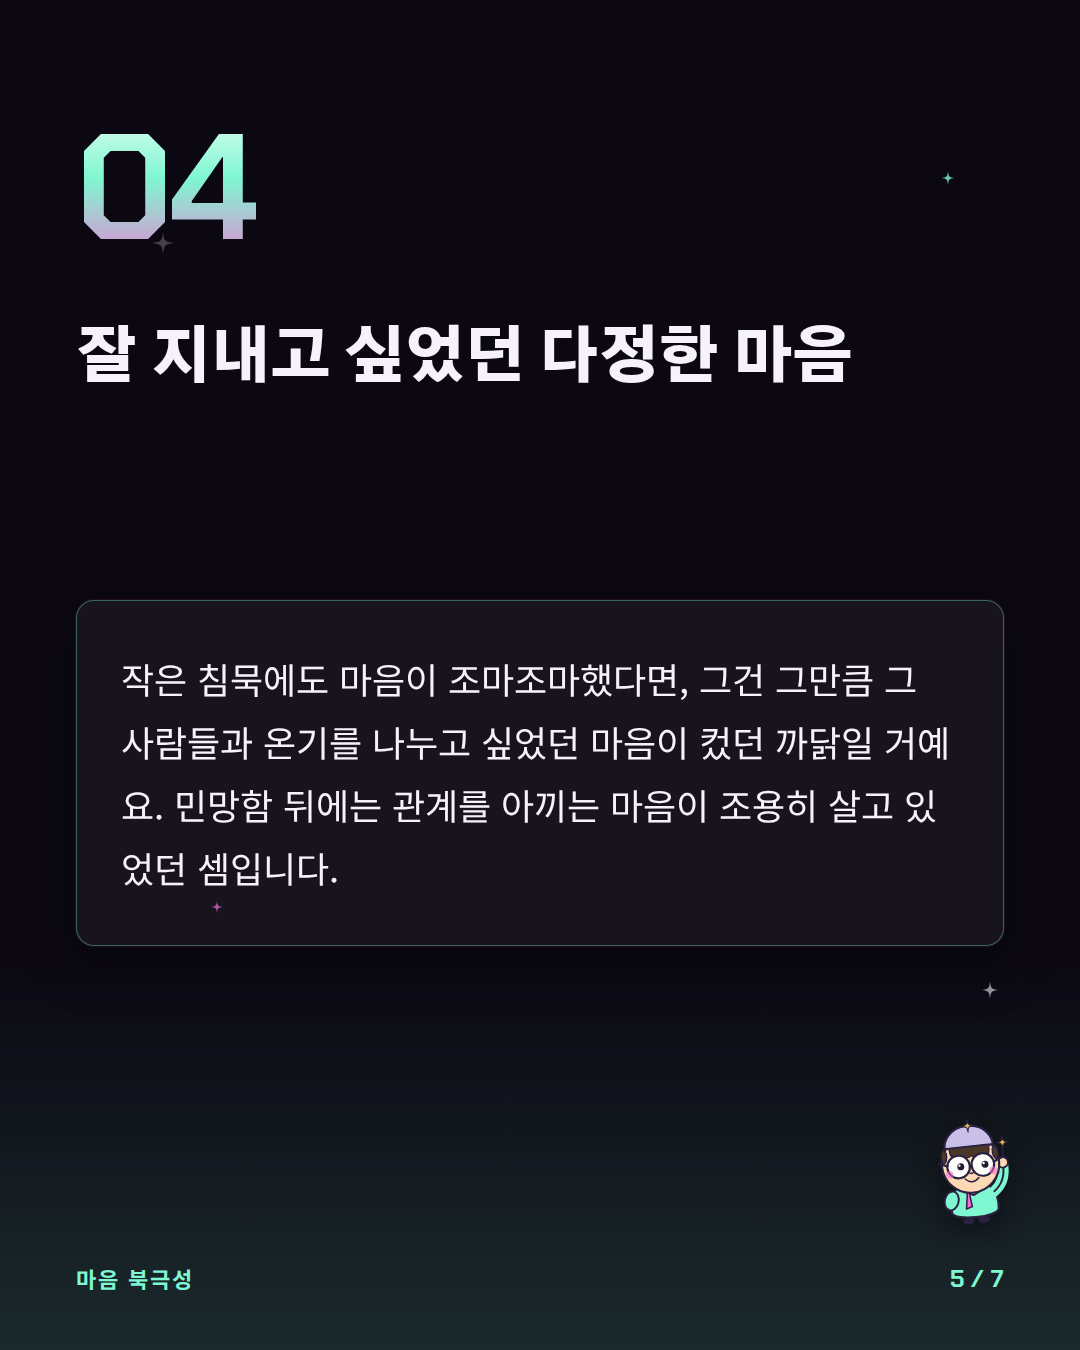 04
잘 지내고 싶었던 다정한 마음
작은 침묵에도 마음이 조마조마했다면, 그건 그만큼 그
사람들과 온기를 나누고 싶었던 마음이 컸던 까닭일 거예
요. 민망함 뒤에는 관계를 아끼는 마음이 조용히 살고 있
었던 셈입니다.
마음 북극성
5 / 7